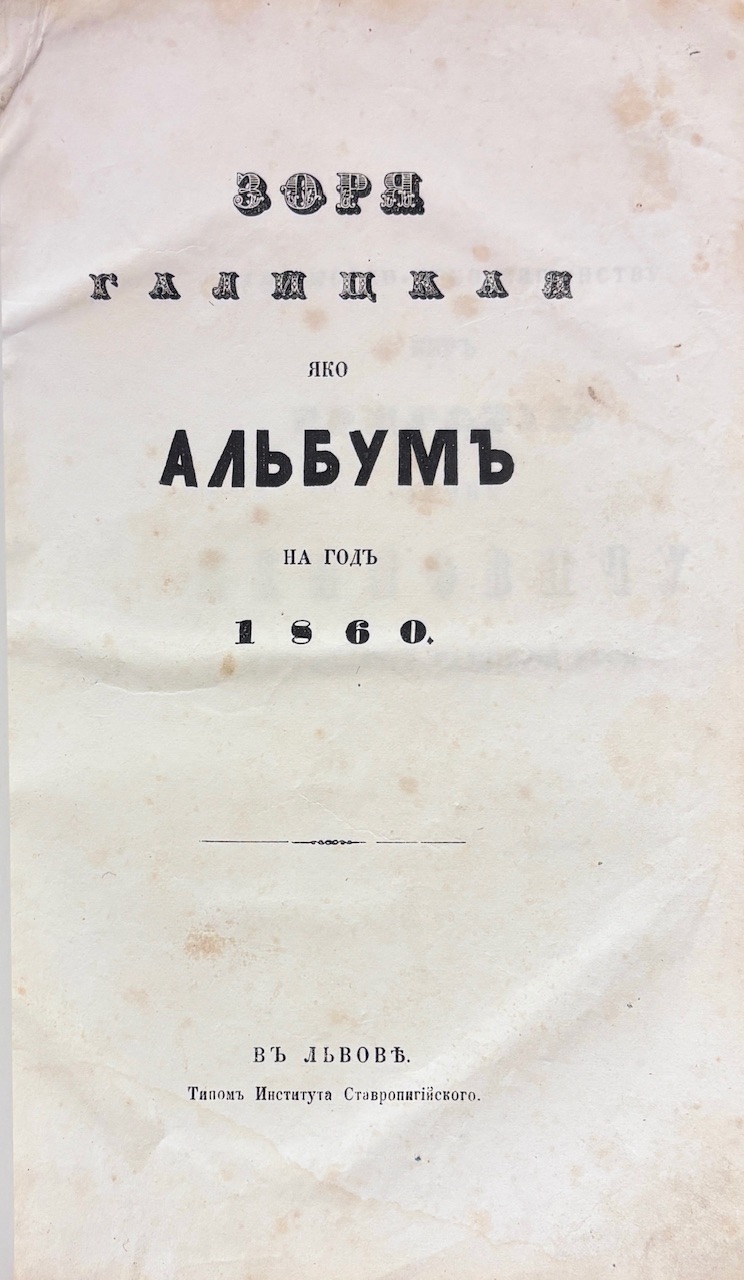 ЗОРЯ
ГАЛИЦКАЯ
ЯКО
АЛЬБУМЪ
НА ГОДЪ
1860.
ВЪ ЛЬВОВѢ.
Типомъ Института Ставропигійского.